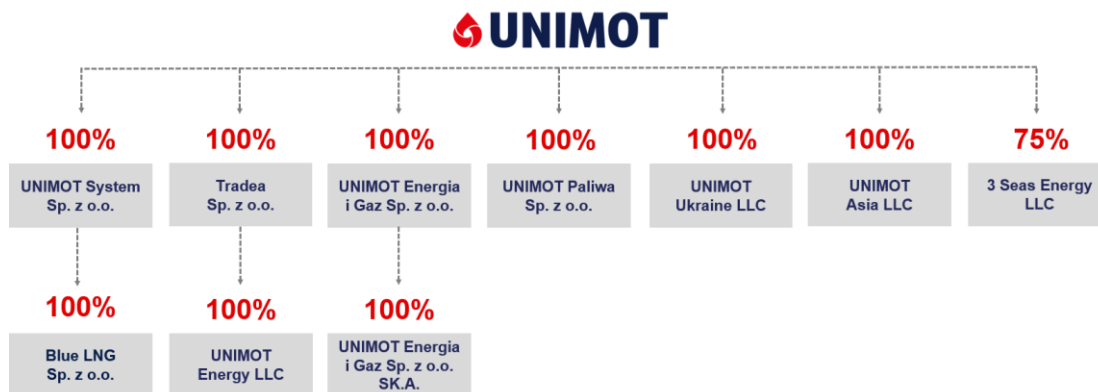 UNIMOT
100%
100%
100%
100%
100%
100%
75%
UNIMOT System
Sp. z o.o.
Tradea
Sp. z o.o.
UNIMOT Energia
i Gaz Sp. z o.o.
UNIMOT Paliwa
Sp. z o.o.
UNIMOT
Ukraine LLC
UNIMOT
Asia LLC
3 Seas Energy
LLC
100%
100%
100%
Blue LNG
Sp. z o.o.
UNIMOT
Energy LLC
UNIMOT Energia
i Gaz Sp. z o.o.
SK.A.